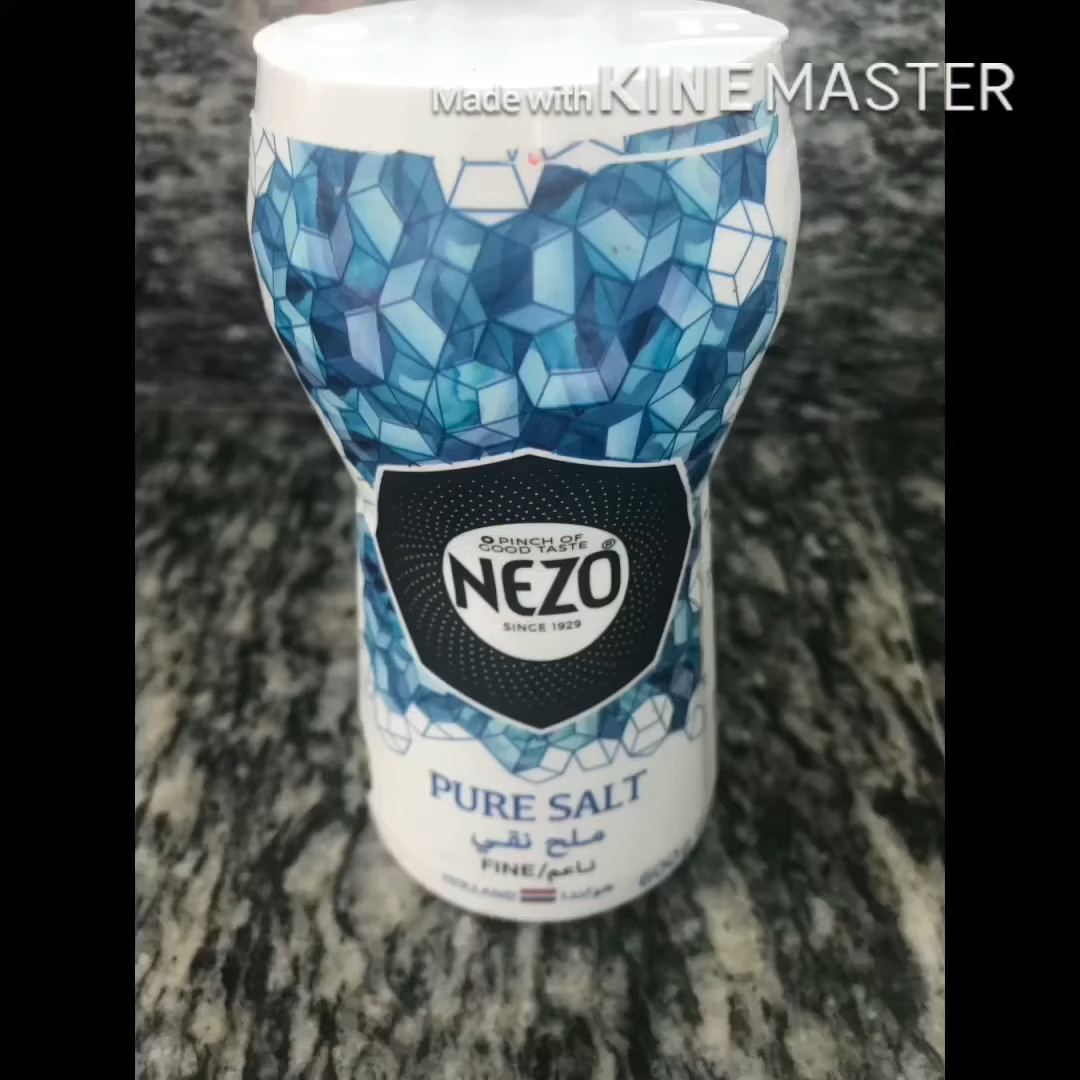 Made with KINEMASTER
PINCH OF
GOOD TASTE
NEZO®
SINCE 1929
PURE SALT
ملح نقي
FINE/ناعم
HOLLAND هولندا